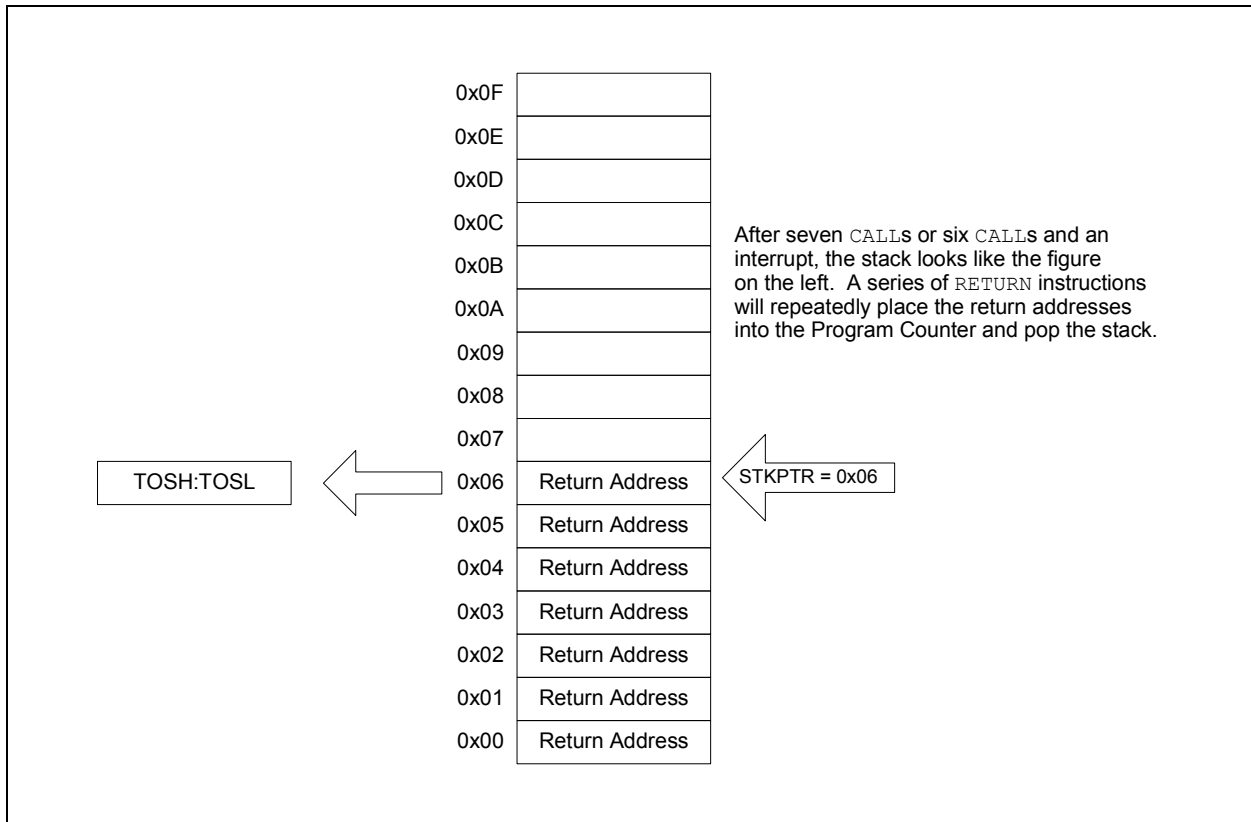 0x0F
0x0E
0x0D
0x0C
0x0B
0x0A
0x09
0x08
0x07
TOSH:TOSL
0x06 Return Address
STKPTR = 0x06
0x05 Return Address
0x04 Return Address
0x03 Return Address
0x02 Return Address
0x01 Return Address
0x00 Return Address
After seven CALLs or six CALLs and an
interrupt, the stack looks like the figure
on the left. A series of RETURN instructions
will repeatedly place the return addresses
into the Program Counter and pop the stack.